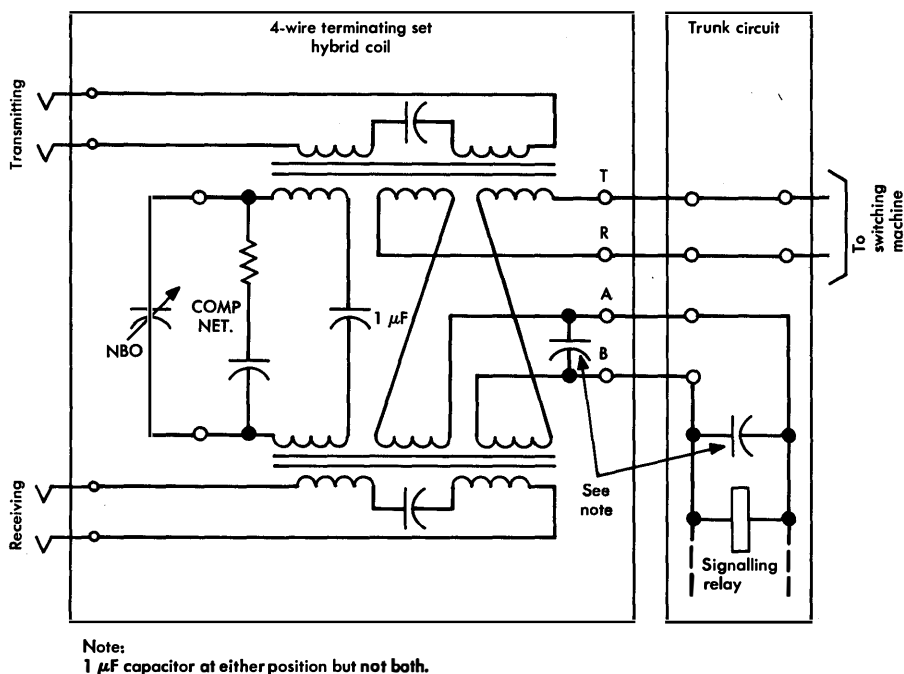 4-wire terminating set
hybrid coil
Trunk circuit
Transmitting
T
R
To
switching
machine
A
COMP
NET.
1 μF
NBO
B
See
note
Receiving
Signalling
relay
Note:
1 μF capacitor at either position but not both.